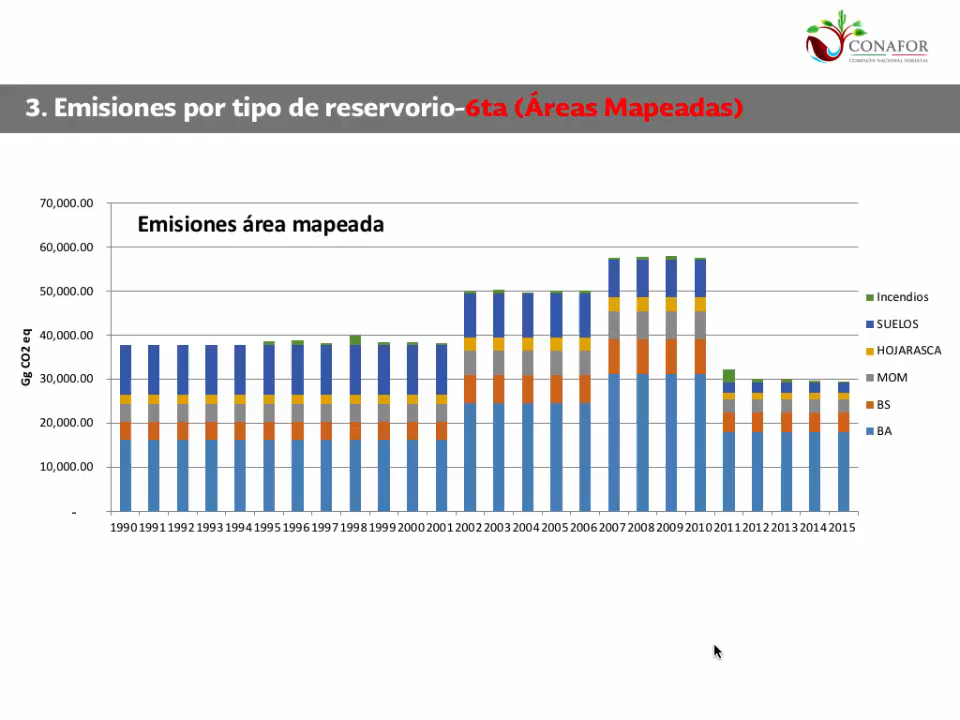 CONAFOR
COMISIÓN NACIONAL FORESTAL
3. Emisiones por tipo de reservorio-6ta (Áreas Mapeadas)
Emisiones área mapeada
Gg CO2 eq
70,000.00
60,000.00
50,000.00
40,000.00
30,000.00
20,000.00
10,000.00
-
1990 1991 1992 1993 1994 1995 1996 1997 1998 1999 2000 2001 2002 2003 2004 2005 2006 2007 2008 2009 2010 2011 2012 2013 2014 2015
Incendios
SUELOS
HOJARASCA
MOM
BS
BA